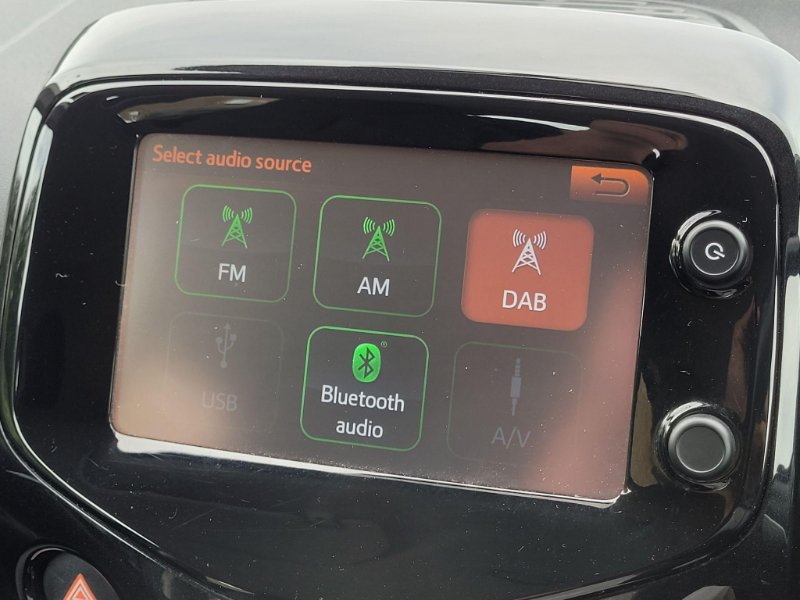 Select audio source
FM
AM
DAB
USB
Bluetooth
audio
A/V